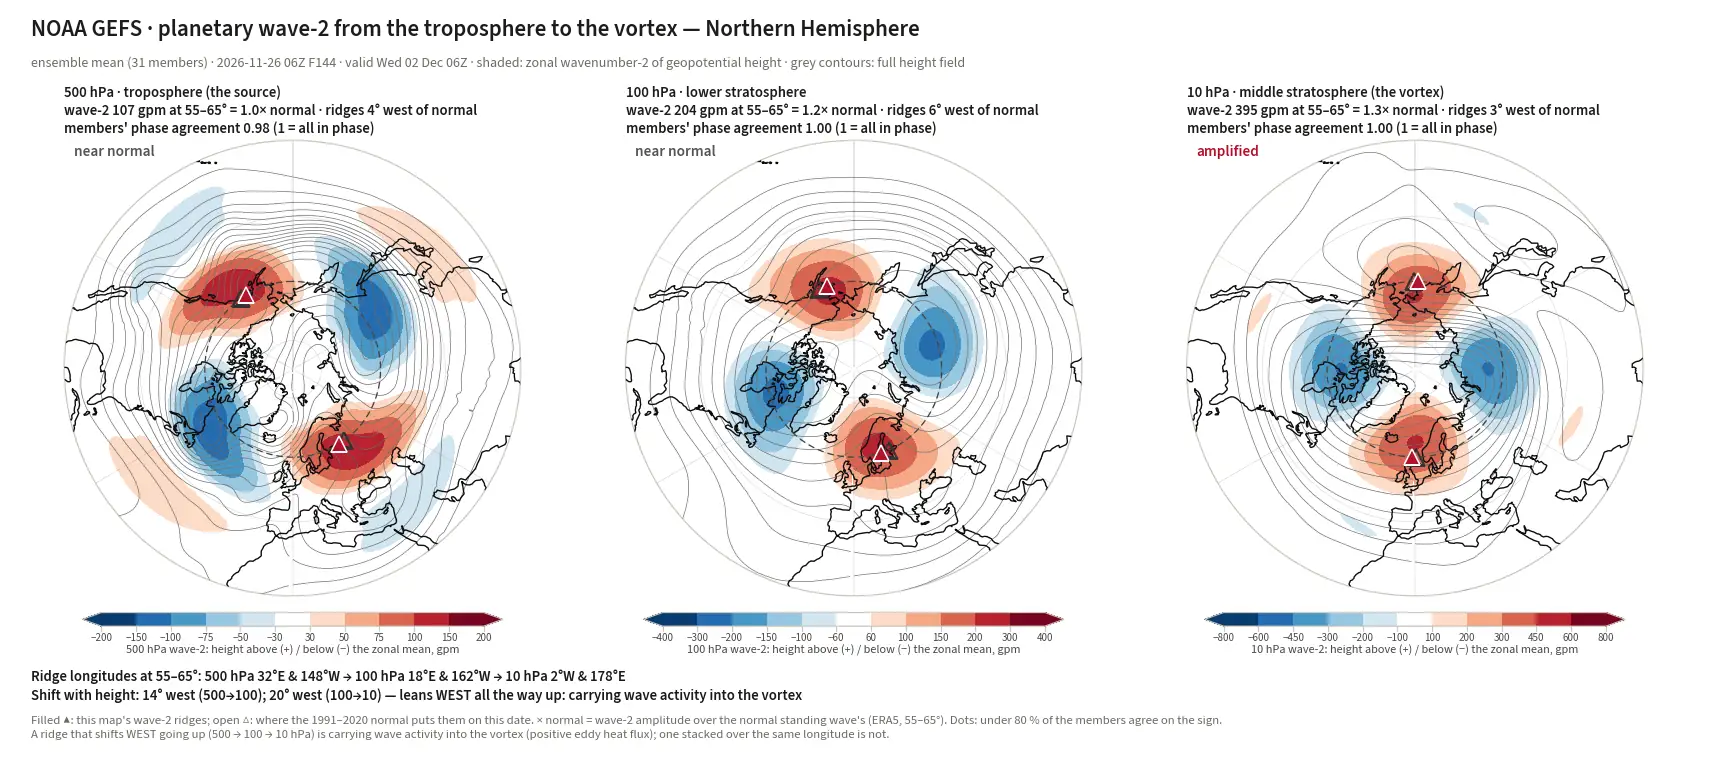 NOAA GEFS · planetary wave-2 from the troposphere to the vortex — Northern Hemisphere
ensemble mean (31 members) · 2026-11-26 06Z F144 · valid Wed 02 Dec 06Z · shaded: zonal wavenumber-2 of geopotential height · grey contours: full height field
500 hPa · troposphere (the source)
wave-2 107 gpm at 55–65° = 1.0× normal · ridges 4° west of normal
members' phase agreement 0.98 (1 = all in phase)
near normal
100 hPa · lower stratosphere
wave-2 204 gpm at 55–65° = 1.2× normal · ridges 6° west of normal
members' phase agreement 1.00 (1 = all in phase)
near normal
10 hPa · middle stratosphere (the vortex)
wave-2 395 gpm at 55–65° = 1.3× normal · ridges 3° west of normal
members' phase agreement 1.00 (1 = all in phase)
amplified
−200 −150 −100 −75 −50 −30 30 50 75 100 150 200
500 hPa wave-2: height above (+) / below (−) the zonal mean, gpm
−400 −300 −200 −150 −100 −60 60 100 150 200 300 400
100 hPa wave-2: height above (+) / below (−) the zonal mean, gpm
−800 −600 −450 −300 −200 −100 100 200 300 450 600 800
10 hPa wave-2: height above (+) / below (−) the zonal mean, gpm
Ridge longitudes at 55–65°: 500 hPa 32°E & 148°W → 100 hPa 18°E & 162°W → 10 hPa 2°W & 178°E
Shift with height: 14° west (500→100); 20° west (100→10) — leans WEST all the way up: carrying wave activity into the vortex
Filled ▲: this map's wave-2 ridges; open △: where the 1991–2020 normal puts them on this date. × normal = wave-2 amplitude over the normal standing wave's (ERA5, 55–65°). Dots: under 80 % of the members agree on the sign.
A ridge that shifts WEST going up (500 → 100 → 10 hPa) is carrying wave activity into the vortex (positive eddy heat flux); one stacked over the same longitude is not.